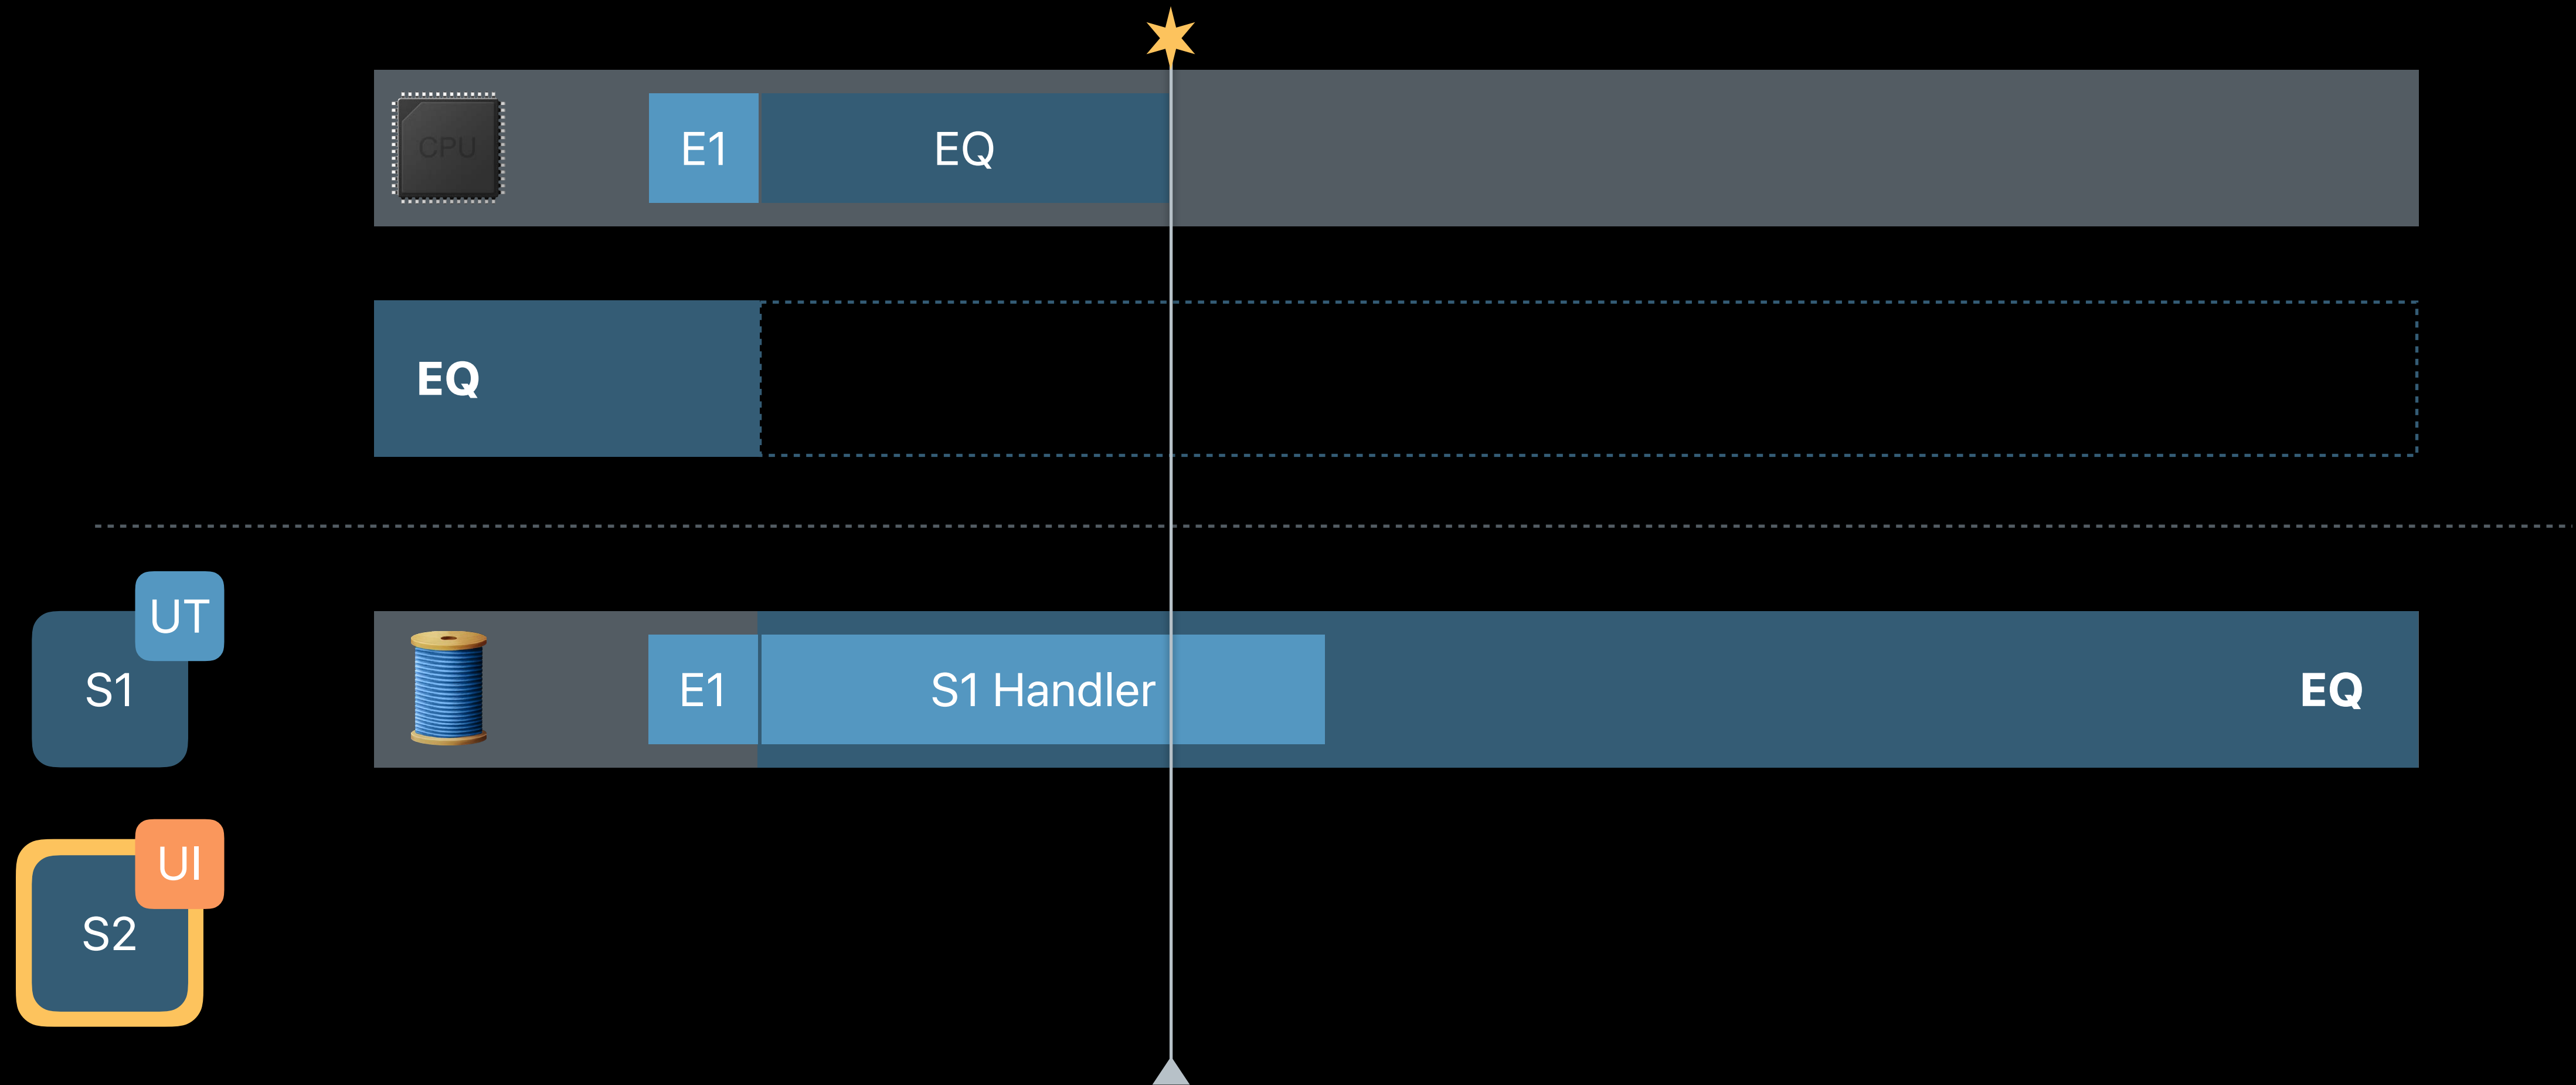 CPU
E1
EQ
EQ
UT
S1
E1
S1 Handler
EQ
UI
S2